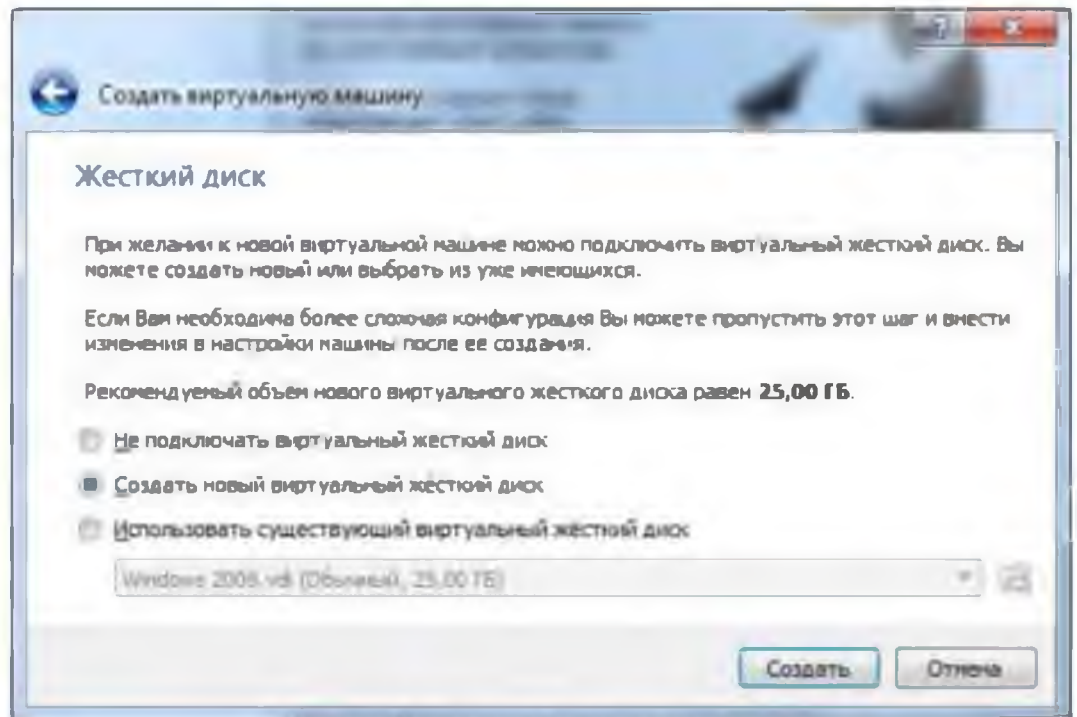 Создать виртуальную машину
Жесткий диск
При желании к новой виртуальной машине можно подключить виртуальный жесткий диск. Вы
можете создать новый или выбрать из уже имеющихся.
Если Вам необходима более сложная конфигурация Вы можете пропустить этот шаг и внести
изменения в настройки машины после ее создания.
Рекомендуемый объем нового виртуального жесткого диска равен 25,00 ГБ.
Не подключать виртуальный жесткий диск
Создать новый виртуальный жесткий диск
Использовать существующий виртуальный жесткий диск
Windows 2008.vdi (Обычный, 25,00 ГБ)
Создать Отмена